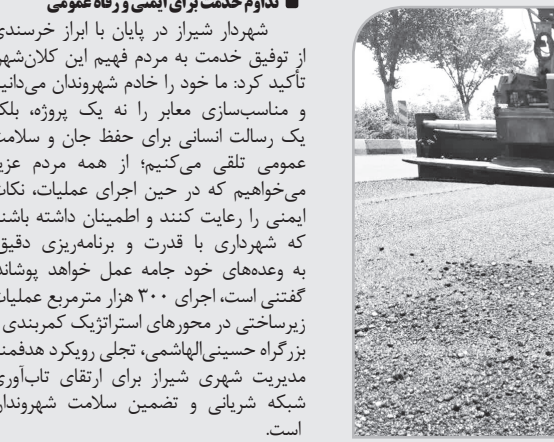 ■ تداوم خدمت برای ایمنی و رفاه عمومی
شهردار شیراز در پایان با ابراز خرسندی
از توفیق خدمت به مردم فهیم این کلان‌شهر
تأکید کرد: ما خود را خادم شهروندان می‌دانیم
و مناسب‌سازی معابر را نه یک پروژه، بلکه
یک رسالت انسانی برای حفظ جان و سلامت
عمومی تلقی می‌کنیم؛ از همه مردم عزیز
می‌خواهیم که در حین اجرای عملیات، نکات
ایمنی را رعایت کنند و اطمینان داشته باشند
که شهرداری با قدرت و برنامه‌ریزی دقیق
به وعده‌های خود جامه عمل خواهد پوشاند.
گفتنی است، اجرای ۳۰۰ هزار مترمربع عملیات
زیرساختی در محورهای استراتژیک کمربندی
بزرگراه حسینی‌الهاشمی، تجلی رویکرد هدفمند
مدیریت شهری شیراز برای ارتقای تاب‌آوری
شبکه شریانی و تضمین سلامت شهروندان
است.